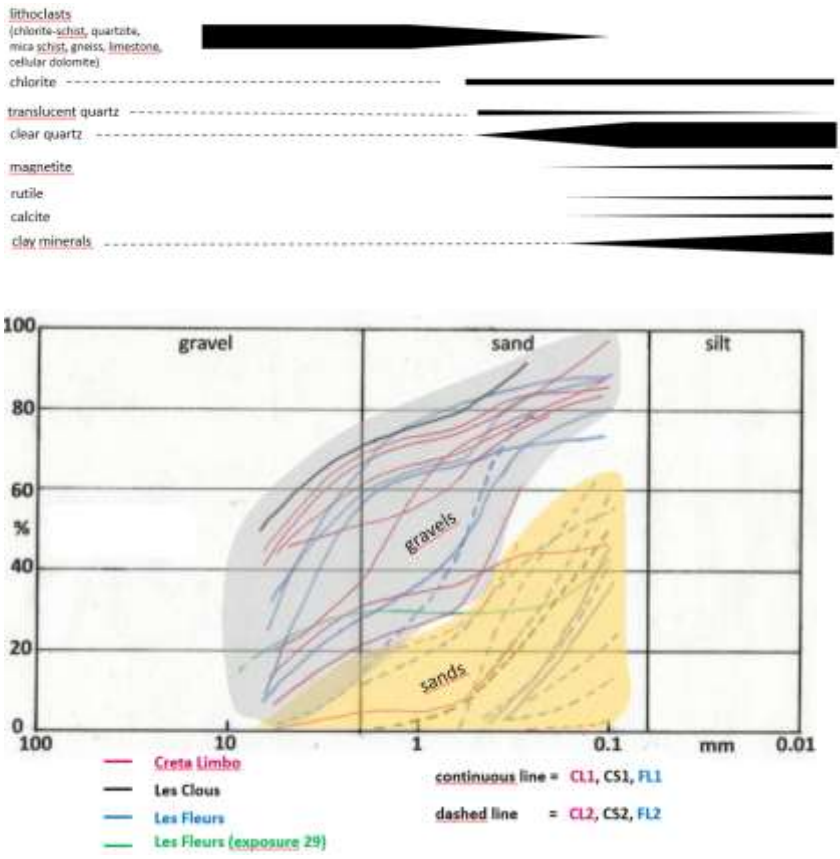 lithoclasts
(chlorite-schist, quartzite,
mica schist, gneiss, limestone,
cellular dolomite)
chlorite
translucent quartz
clear quartz
magnetite
rutile
calcite
clay minerals
100
gravel
sand
silt
80
60
%
gravels
40
20
sands
0
100
10
1
0.1
mm
0.01
Creta Limbo
Les Clous
Les Fleurs
Les Fleurs (exposure 29)
continuous line = CL1, CS1, FL1
dashed line = CL2, CS2, FL2